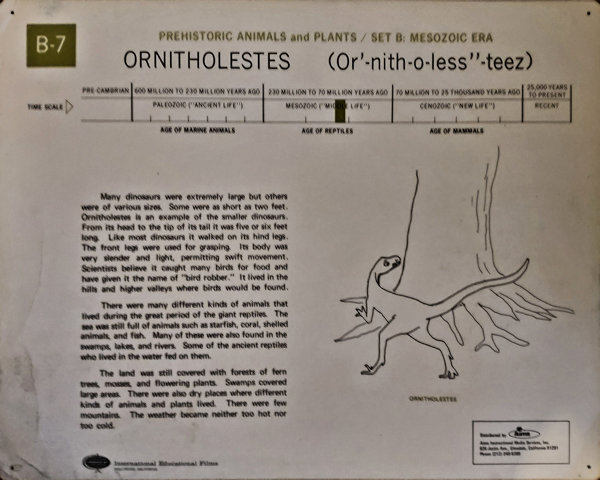 B-7
PREHISTORIC ANIMALS and PLANTS / SET B: MESOZOIC ERA
ORNITHOLESTES (Or'-nith-o-less''-teez)
PRE-CAMBRIAN
600 MILLION TO 230 MILLION YEARS AGO
230 MILLION TO 70 MILLION YEARS AGO
70 MILLION TO 25 THOUSAND YEARS AGO
25,000 YEARS
TO PRESENT
TIME SCALE
PALEOZOIC ("ANCIENT LIFE")
MESOZOIC ("MIDDLE LIFE")
CENOZOIC ("NEW LIFE")
RECENT
AGE OF MARINE ANIMALS
AGE OF REPTILES
AGE OF MAMMALS
Many dinosaurs were extremely large but others
were of various sizes. Some were as short as two feet.
Ornitholestes is an example of the smaller dinosaurs.
From its head to the tip of its tail it was five or six feet
long. Like most dinosaurs it walked on its hind legs.
The front legs were used for grasping. Its body was
very slender and light, permitting swift movement.
Scientists believe it caught many birds for food and
have given it the name of "bird robber." It lived in the
hills and higher valleys where birds would be found.
There were many different kinds of animals that
lived during the great period of the giant reptiles. The
sea was still full of animals such as starfish, coral, shelled
animals, and fish. Many of these were also found in the
swamps, lakes, and rivers. Some of the ancient reptiles
who lived in the water fed on them.
The land was still covered with forests of fern
trees, mosses, and flowering plants. Swamps covered
large areas. There were also dry places where different
kinds of animals and plants lived. There were few
mountains. The weather became neither too hot nor
too cold.
ORNITHOLESTES
International Educational Films
Distributed by
Aims International Media Services, Inc.